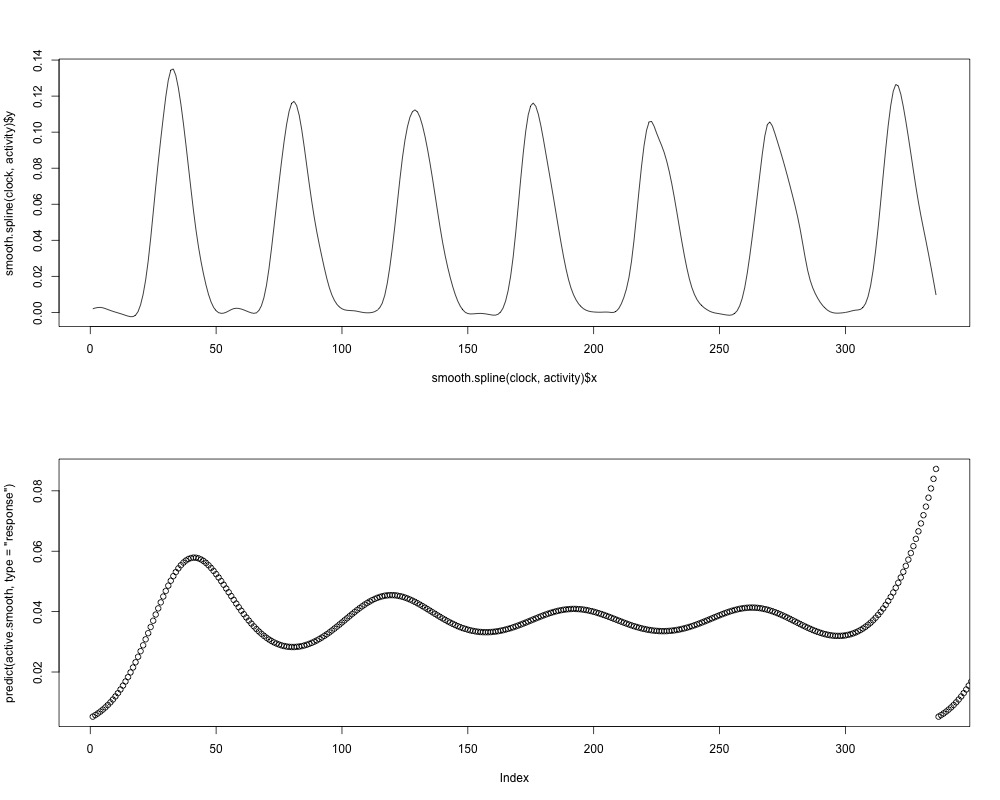 smooth.spline(clock, activity)$y
0.00 0.02 0.04 0.06 0.08 0.10 0.12 0.14
0 50 100 150 200 250 300
smooth.spline(clock, activity)$x
predict(active.smooth, type = "response")
0.02 0.04 0.06 0.08
0 50 100 150 200 250 300
Index